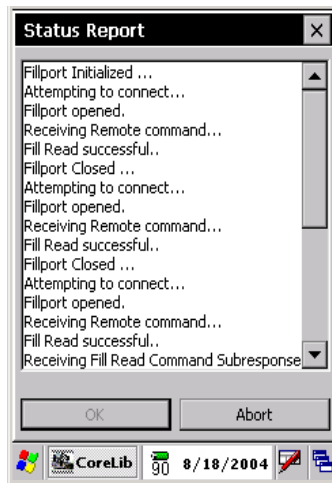 Status Report
Fillport Initialized ...
Attempting to connect...
Fillport opened.
Receiving Remote command...
Fill Read successful..
Fillport Closed ...
Attempting to connect...
Fillport opened.
Receiving Remote command...
Fill Read successful..
Fillport Closed ...
Attempting to connect...
Fillport opened.
Receiving Remote command...
Fill Read successful..
Receiving Fill Read Command Subresponse
OK
Abort
CoreLib 90 8/18/2004